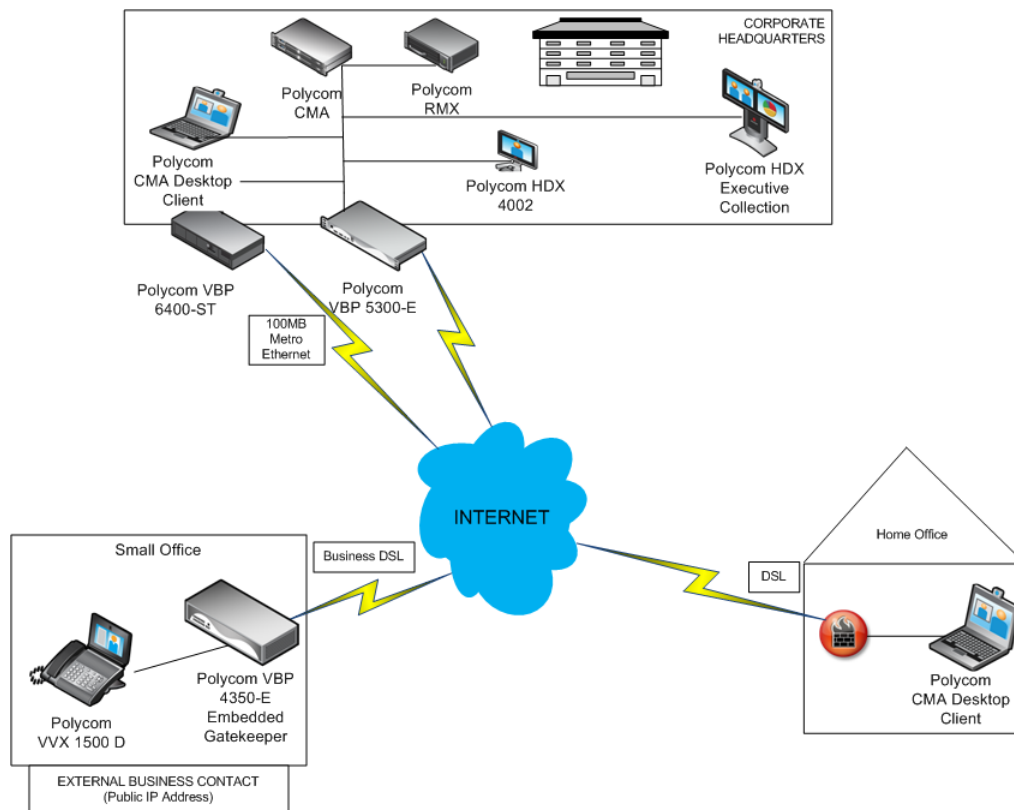 CORPORATE
HEADQUARTERS
Polycom
CMA
Polycom
RMX
Polycom
CMA Desktop
Client
Polycom HDX
4002
Polycom HDX
Executive
Collection
Polycom VBP
6400-ST
Polycom
VBP 5300-E
100MB
Metro
Ethernet
INTERNET
Small Office
Business DSL
Home Office
DSL
Polycom
VVX 1500 D
Polycom VBP
4350-E
Embedded
Gatekeeper
Polycom
CMA Desktop
Client
EXTERNAL BUSINESS CONTACT
(Public IP Address)